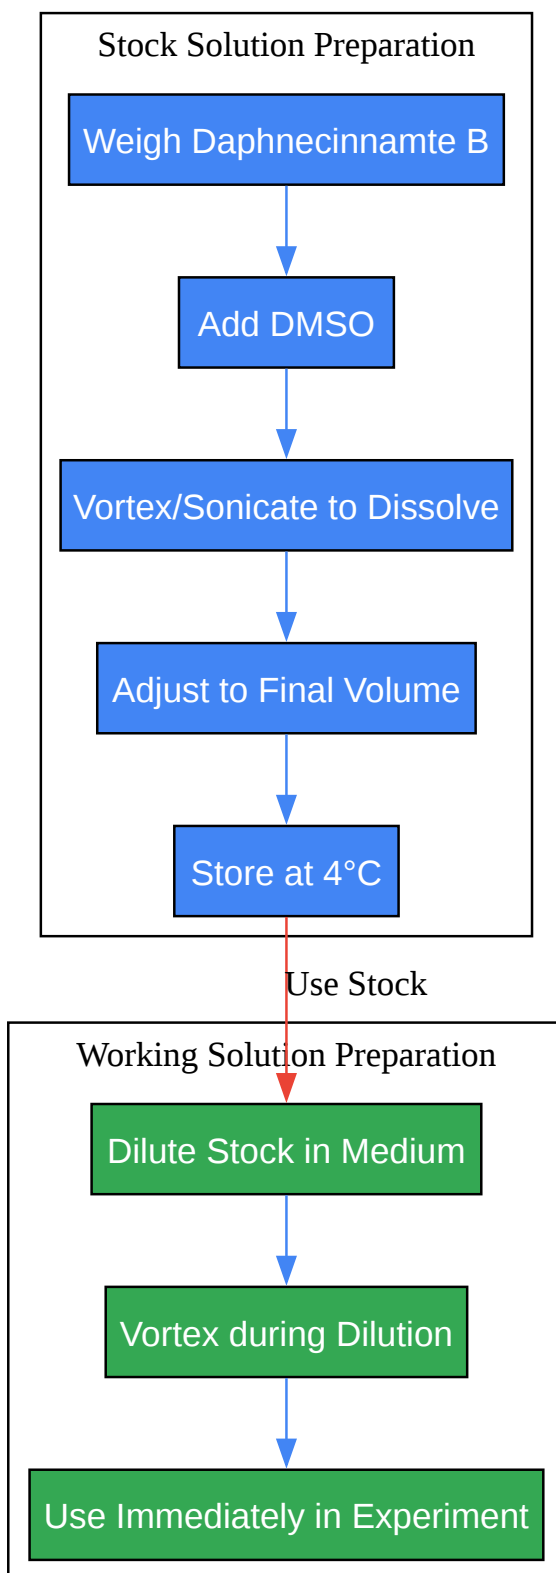 Stock Solution Preparation
Weigh Daphnecinnamte B
Add DMSO
Vortex/Sonicate to Dissolve
Adjust to Final Volume
Store at 4°C
Use Stock
Working Solution Preparation
Dilute Stock in Medium
Vortex during Dilution
Use Immediately in Experiment